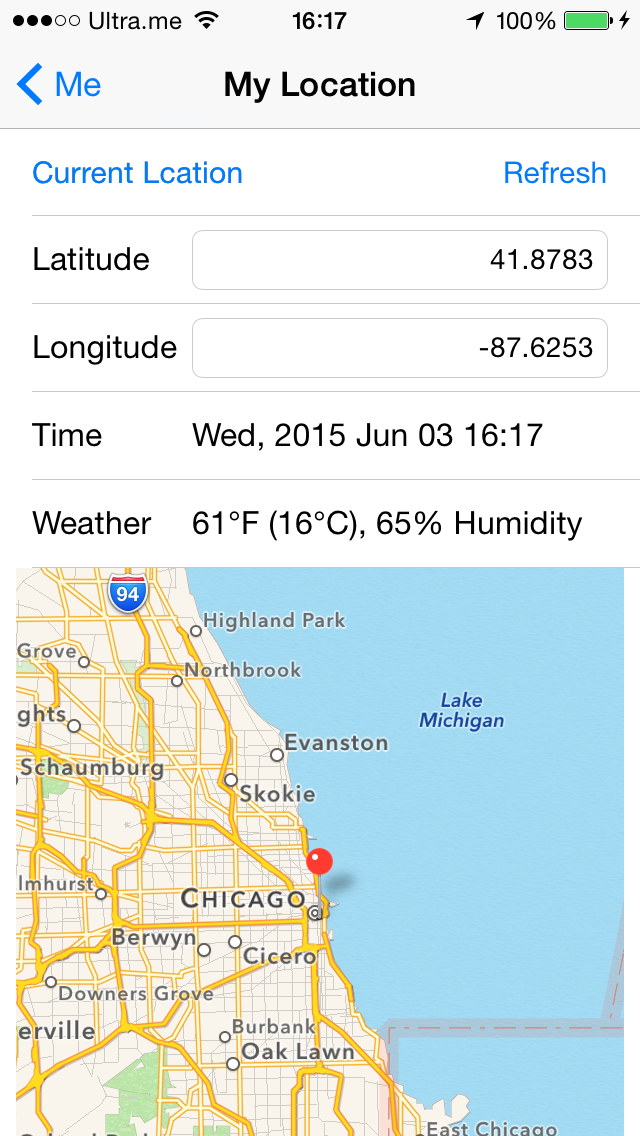 Ultra.me 16:17 100%
Me My Location
Current Lcation Refresh
Latitude 41.8783
Longitude -87.6253
Time Wed, 2015 Jun 03 16:17
Weather 61°F (16°C), 65% Humidity
94
Highland Park
Grove
Northbrook
ghts
Lake
Michigan
Evanston
Schaumburg
Skokie
lmhurst
CHICAGO
Berwyn
Cicero
Downers Grove
erville
Burbank
Oak Lawn
East Chicago